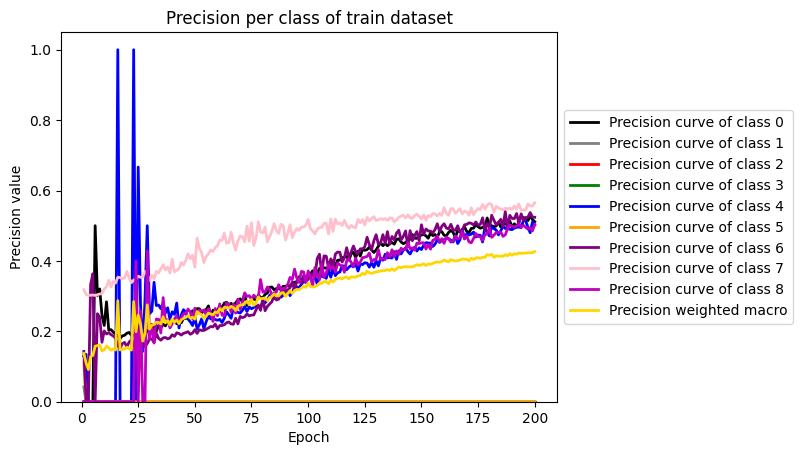 Precision per class of train dataset
Precision value
1.0
0.8
0.6
0.4
0.2
0.0
0 25 50 75 100 125 150 175 200
Epoch
Precision curve of class 0
Precision curve of class 1
Precision curve of class 2
Precision curve of class 3
Precision curve of class 4
Precision curve of class 5
Precision curve of class 6
Precision curve of class 7
Precision curve of class 8
Precision weighted macro